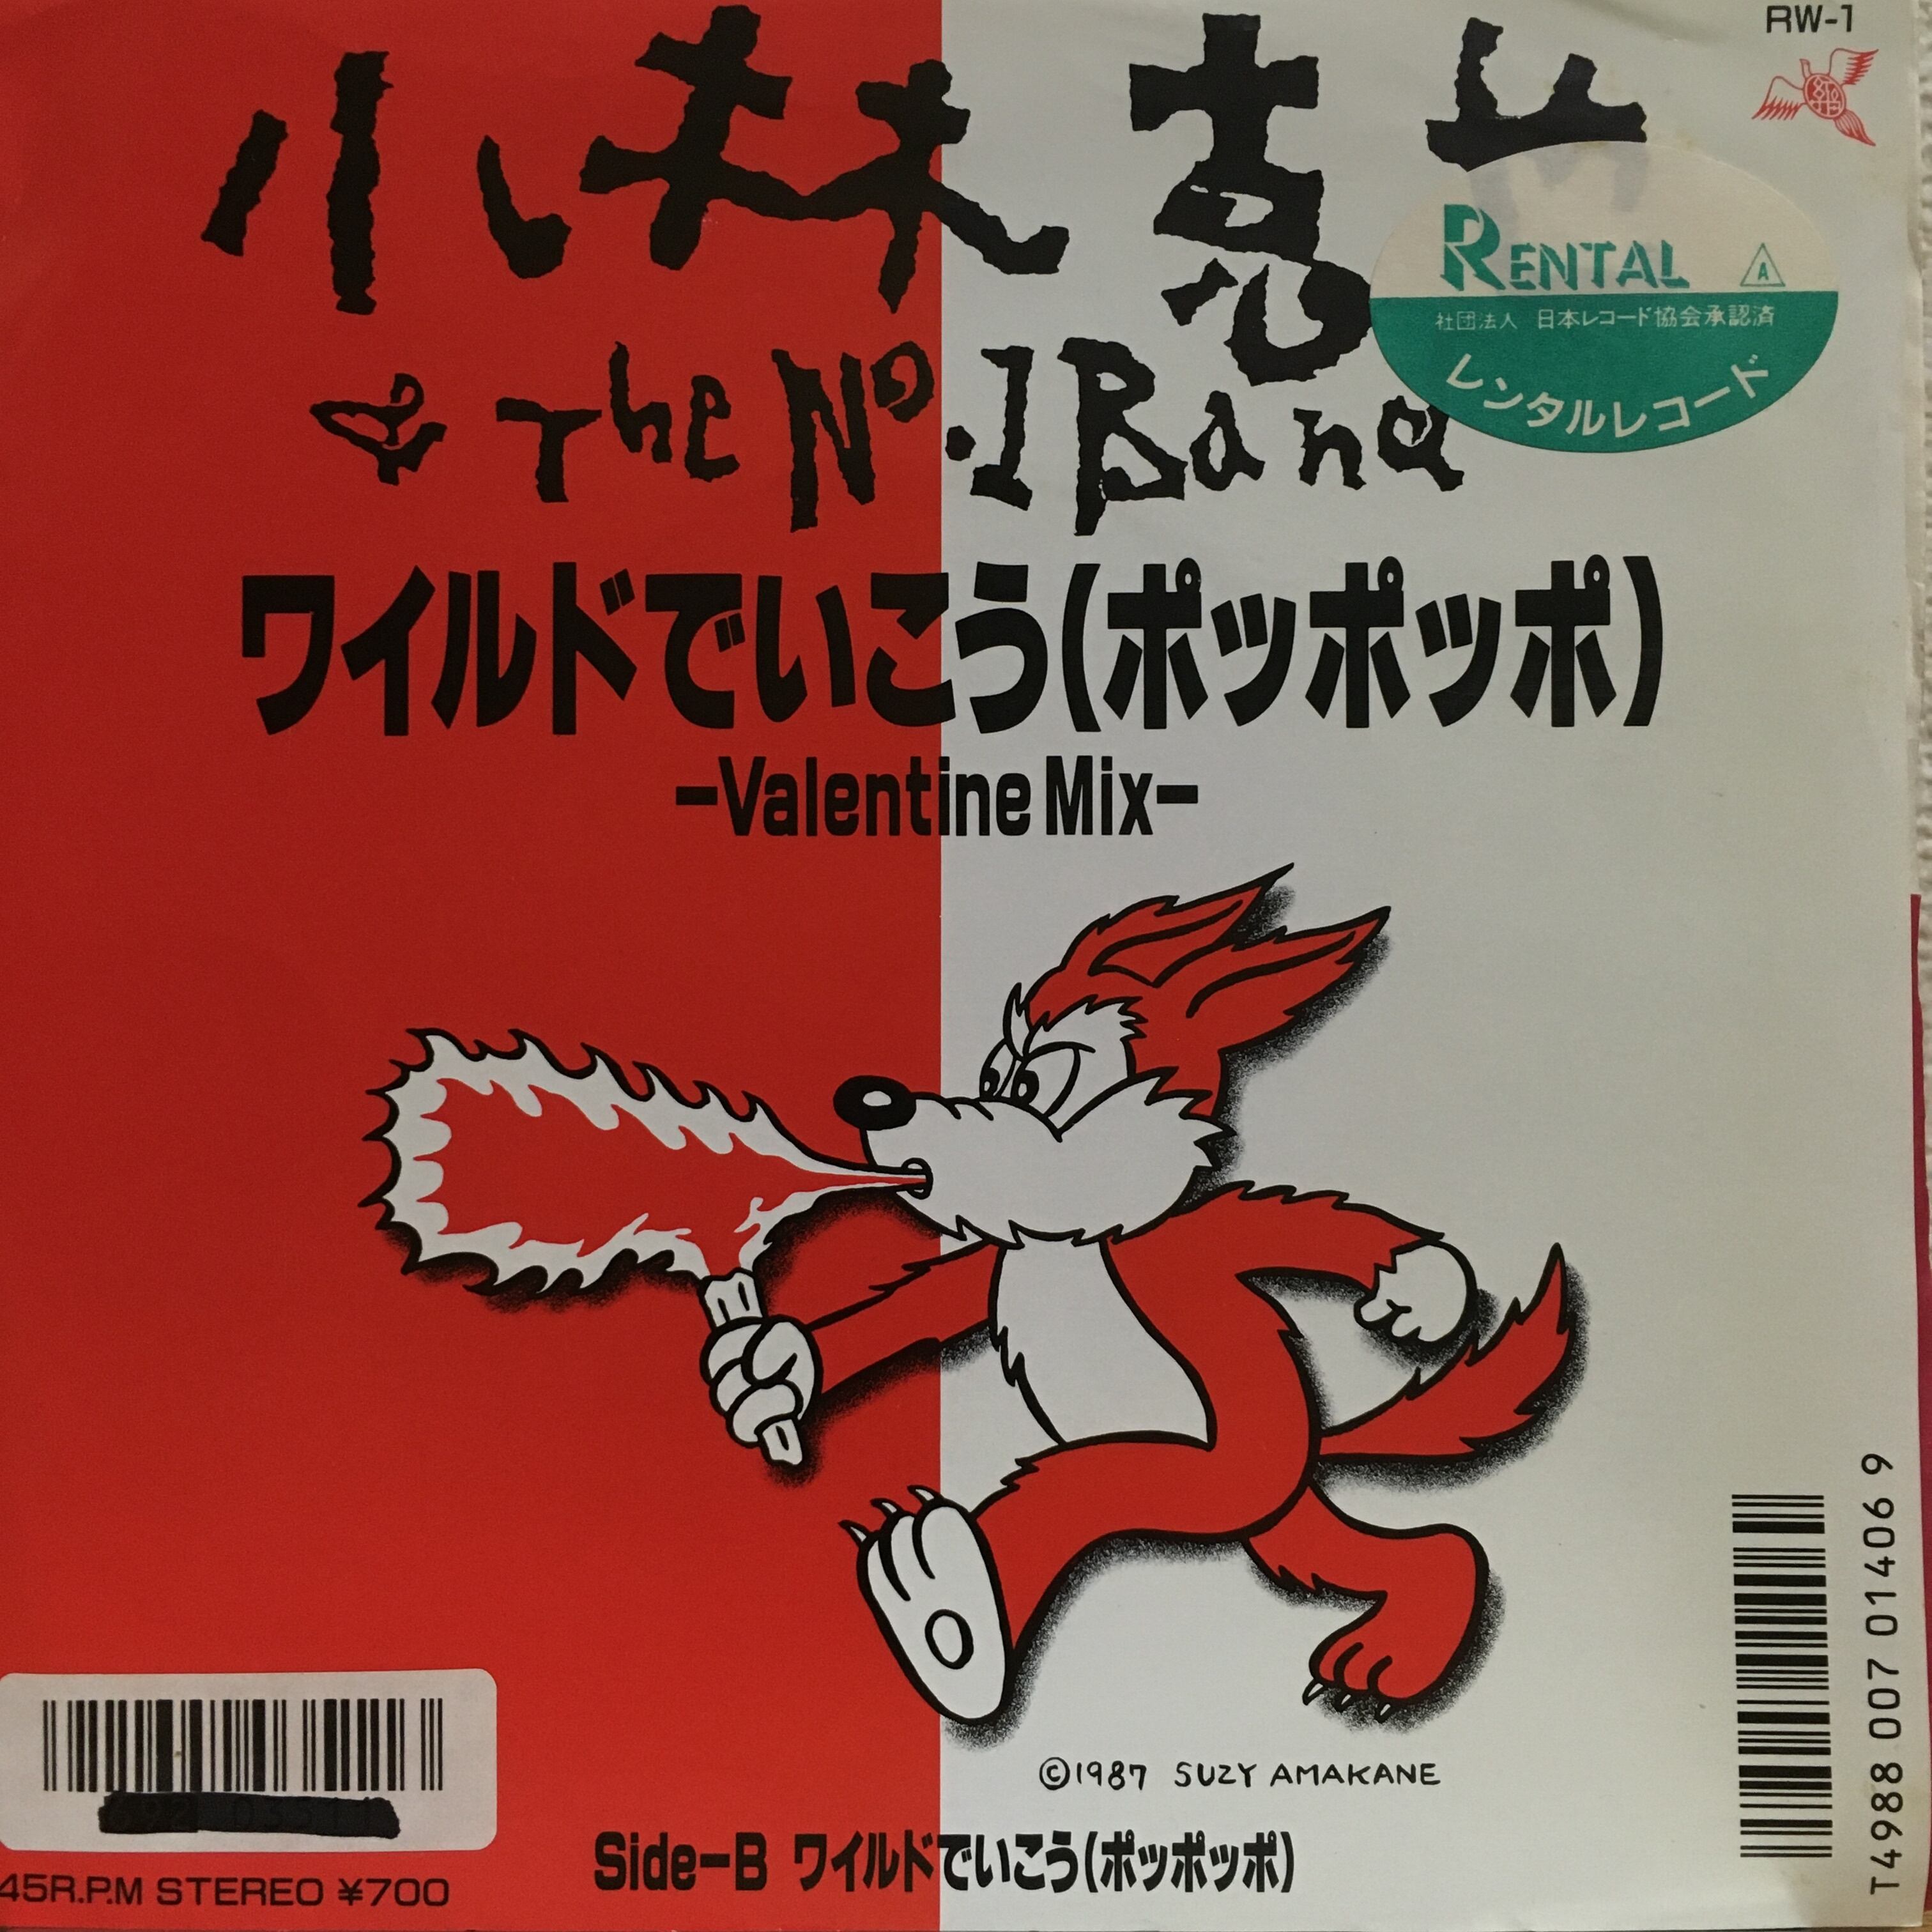 RW-1
小林克也
& The No.1 Band
RENTAL A
社団法人 日本レコード協会承認済
レンタルレコード
ワイルドでいこう(ポッポッポ)
-Valentine Mix-
©1987 SUZY AMAKANE
Side-B ワイルドでいこう(ポッポッポ)
45R.P.M STEREO ¥700
T4988 007 01406 9